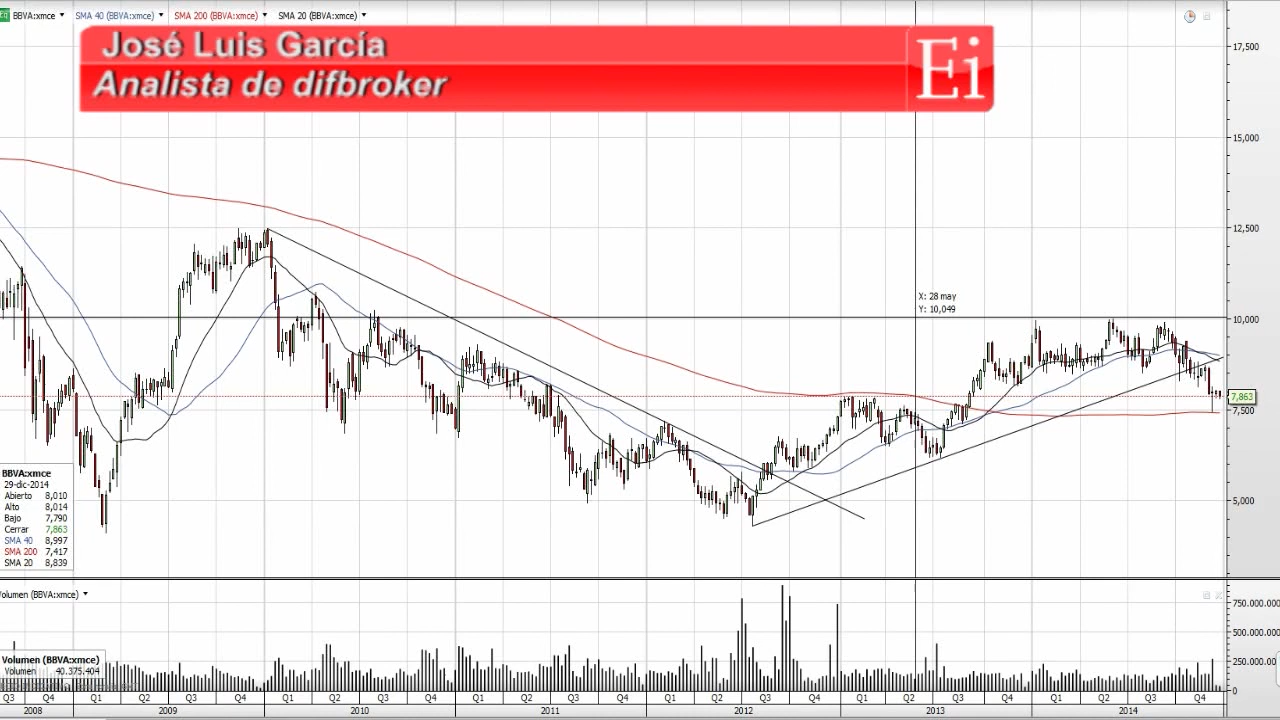 BBVA:xmce SMA 40 (BBVA:xmce) SMA 200 (BBVA:xmce) SMA 20 (BBVA:xmce)
José Luis García
Analista de difbroker
Ei
17,500
15,000
12,500
X: 28 may
Y: 10,049
10,000
7,863
7,500
5,000
BBVA:xmce
29-dic-2014
Abierto 8,010
Alto 8,014
Bajo 7,790
Cerrar 7,863
SMA 40 8,997
SMA 200 7,417
SMA 20 8,839
Volumen (BBVA:xmce)
750.000.000
500.000.000
250.000.000
0
Volumen (BBVA:xmce)
Volumen 40.375.404
Q3 Q4 Q1 Q2 Q3 Q4 Q1 Q2 Q3 Q4 Q1 Q2 Q3 Q4 Q1 Q2 Q3 Q4 Q1 Q2 Q3 Q4 Q1 Q2 Q3 Q4
2008 2009 2010 2011 2012 2013 2014